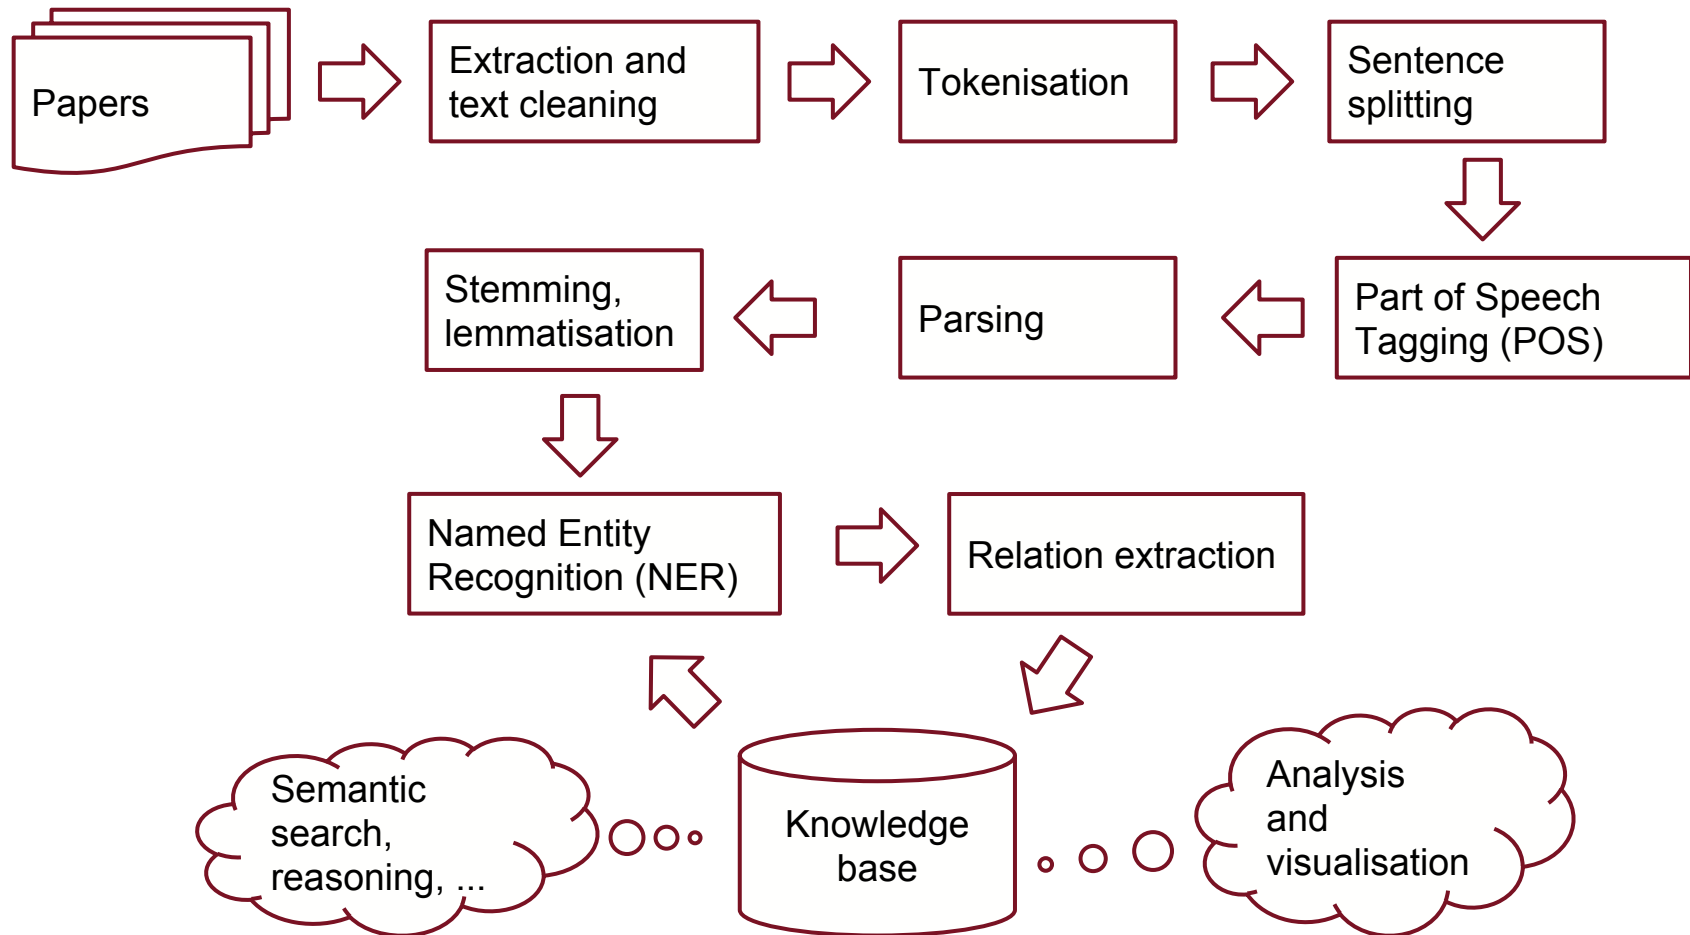 Papers
Extraction and
text cleaning
Tokenisation
Sentence
splitting
Part of Speech
Tagging (POS)
Parsing
Stemming,
lemmatisation
Named Entity
Recognition (NER)
Relation extraction
Knowledge
base
Semantic
search,
reasoning, ...
Analysis
and
visualisation